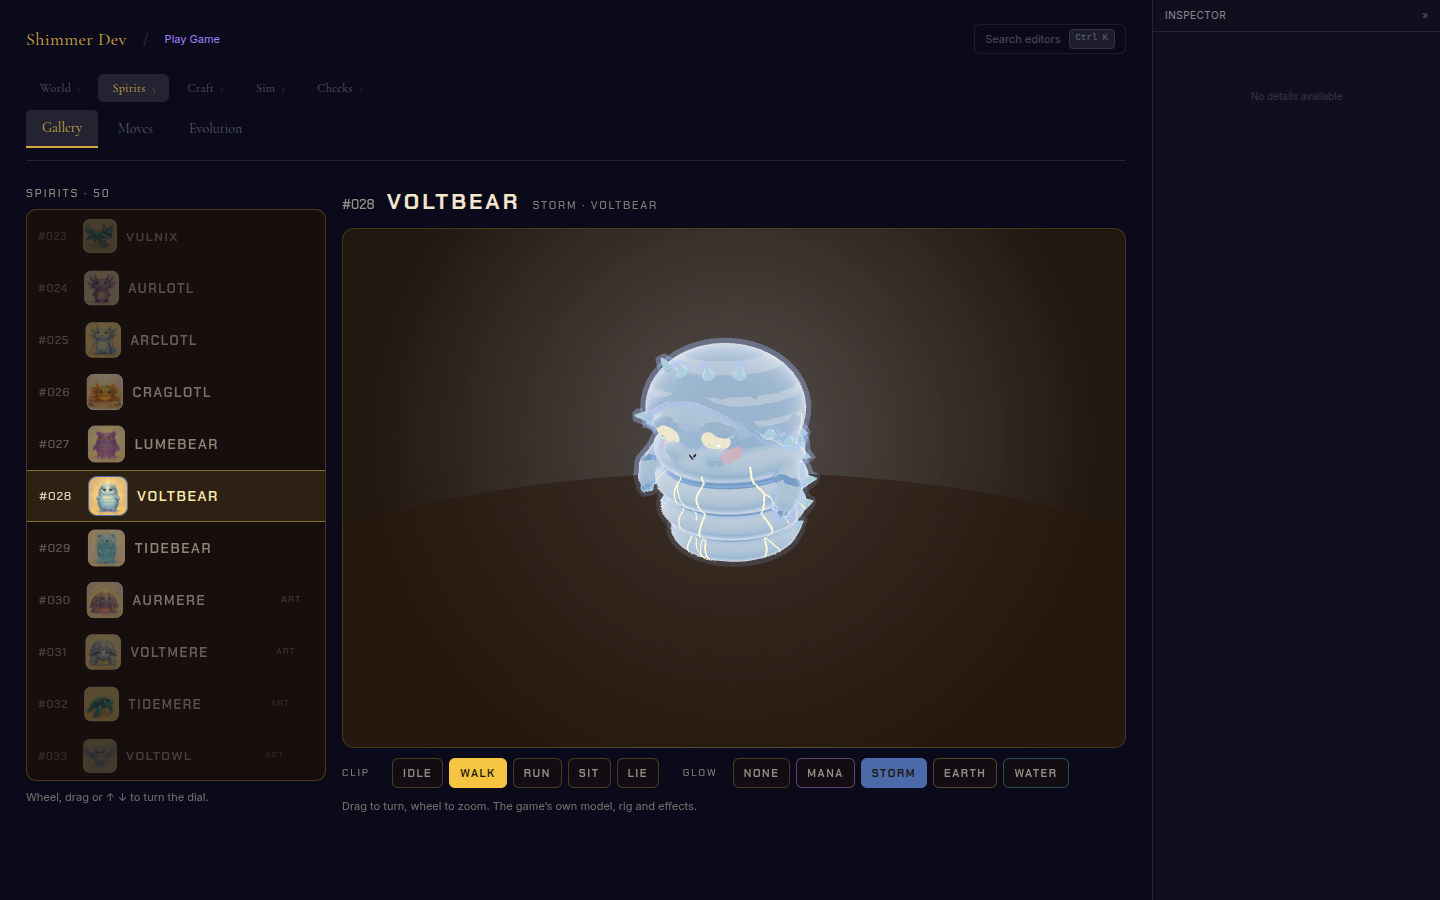 Shimmer Dev / Play Game
Search editors Ctrl K
World Spirits Craft Sim Checks
Gallery Moves Evolution
SPIRITS · 50
#023 VULNIX
#024 AURLOTL
#025 ARCLOTL
#026 CRAGLOTL
#027 LUMEBEAR
#028 VOLTBEAR
#029 TIDEBEAR
#030 AURMERE ART
#031 VOLTMERE ART
#032 TIDEMERE ART
#033 VOLTOWL ART
Wheel, drag or ↑ ↓ to turn the dial.
#028 VOLTBEAR STORM · VOLTBEAR
CLIP IDLE WALK RUN SIT LIE GLOW NONE MANA STORM EARTH WATER
Drag to turn, wheel to zoom. The game's own model, rig and effects.
INSPECTOR »
No details available